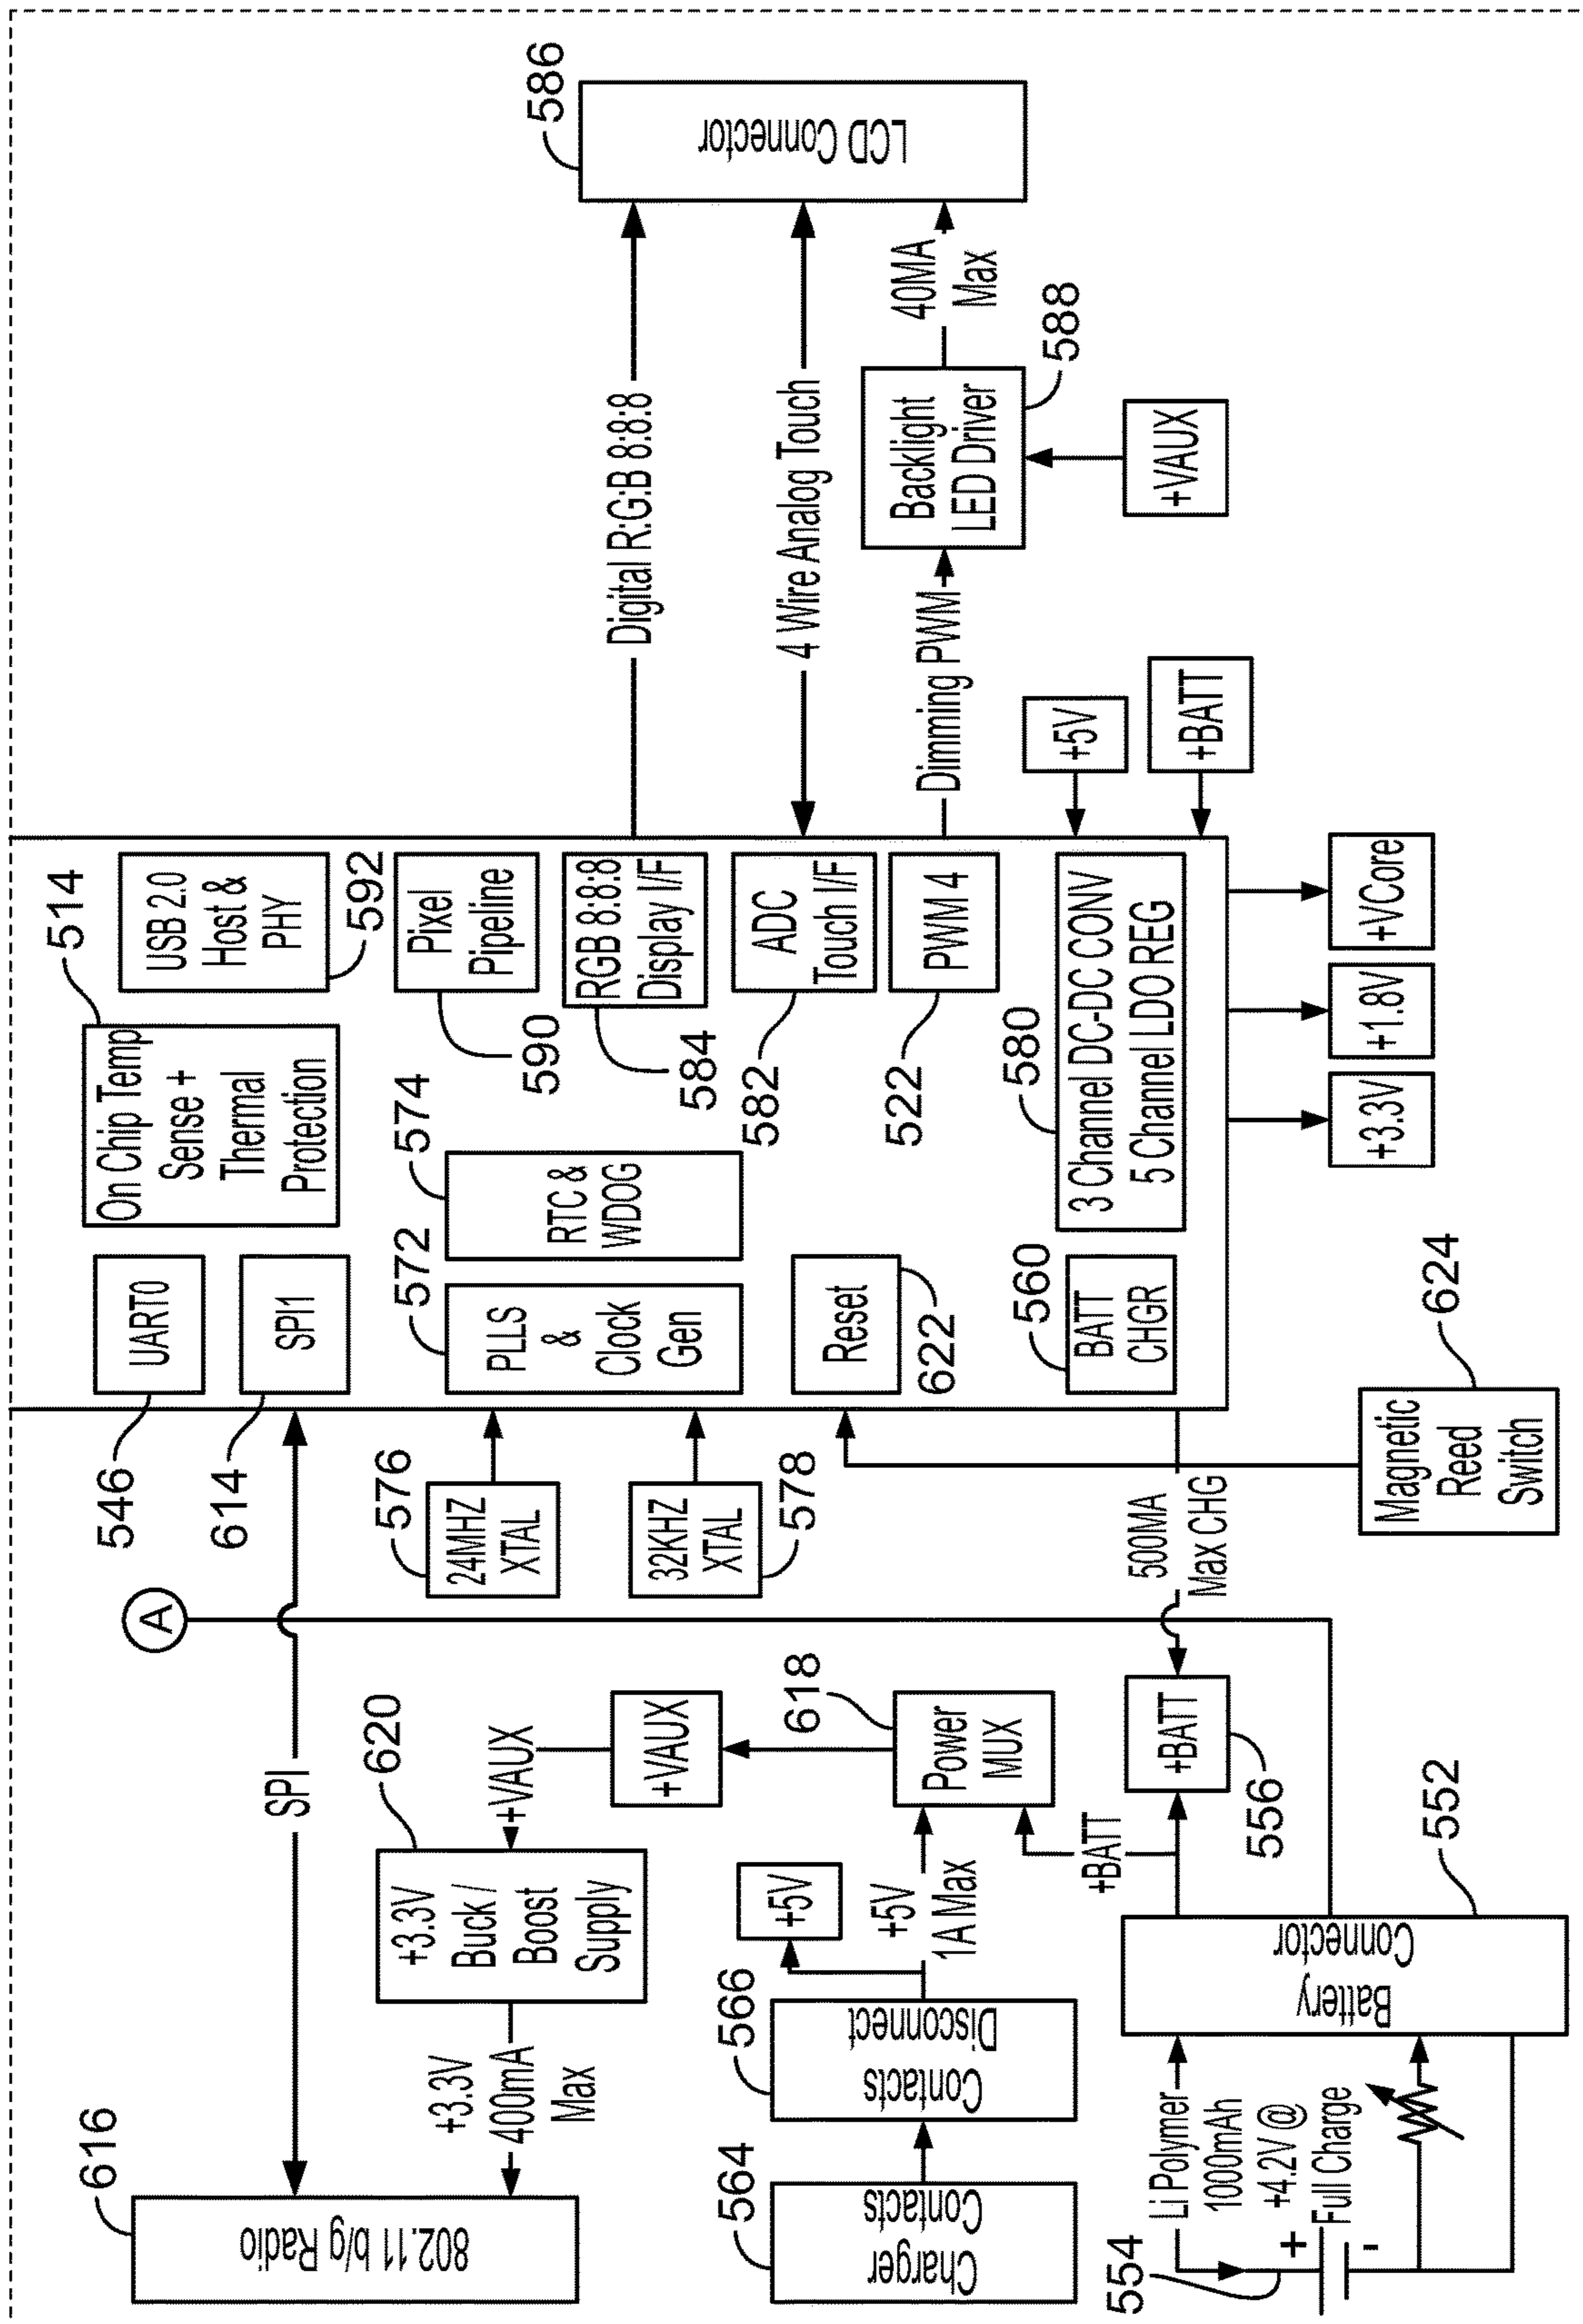 616
802.11 b/g Radio
SPI
+3.3V
400mA
Max
620
+3.3V
Buck /
Boost
Supply
+VAUX
+VAUX
618
Power
MUX
564
Charger
Contacts
566
Contacts
Disconnect
+5V
+5V
1A Max
+BATT
+BATT
556
552
Battery
Connector
554
Li Polymer
1000mAh
+4.2V @
Full Charge
+
-
A
500MA
Max CHG
546
UART0
614
SPI1
576
24MHZ
XTAL
578
32KHZ
XTAL
572
PLLS
&
Clock
Gen
574
RTC &
WDOG
Reset
622
560
BATT
CHGR
Magnetic
Reed
Switch
624
514
On Chip Temp
Sense +
Thermal
Protection
USB 2.0
Host &
PHY
592
Pixel
Pipeline
590
RGB 8:8:8
Display I/F
584
ADC
Touch I/F
582
PWM 4
522
580
3 Channel DC-DC CONV
5 Channel LDO REG
+3.3V
+1.8V
+VCore
+5V
+BATT
Digital R:G:B 8:8:8
4 Wire Analog Touch
Dimming PWM
Backlight
LED Driver
588
+VAUX
40MA
Max
586
LCD Connector